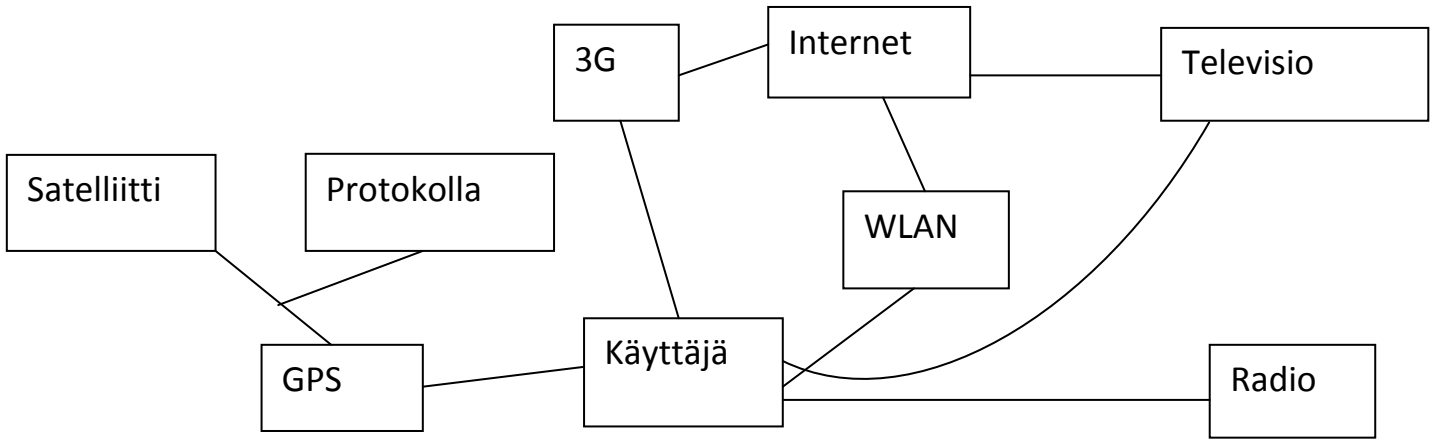 3G
Internet
Televisio
Satelliitti
Protokolla
WLAN
GPS
Käyttäjä
Radio